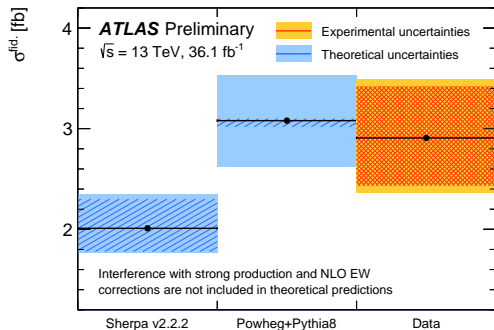 ATLAS Preliminary
√s = 13 TeV, 36.1 fb⁻¹
Experimental uncertainties
Theoretical uncertainties
σ^fid. [fb]
4
3
2
Interference with strong production and NLO EW
corrections are not included in theoretical predictions
Sherpa v2.2.2 Powheg+Pythia8 Data